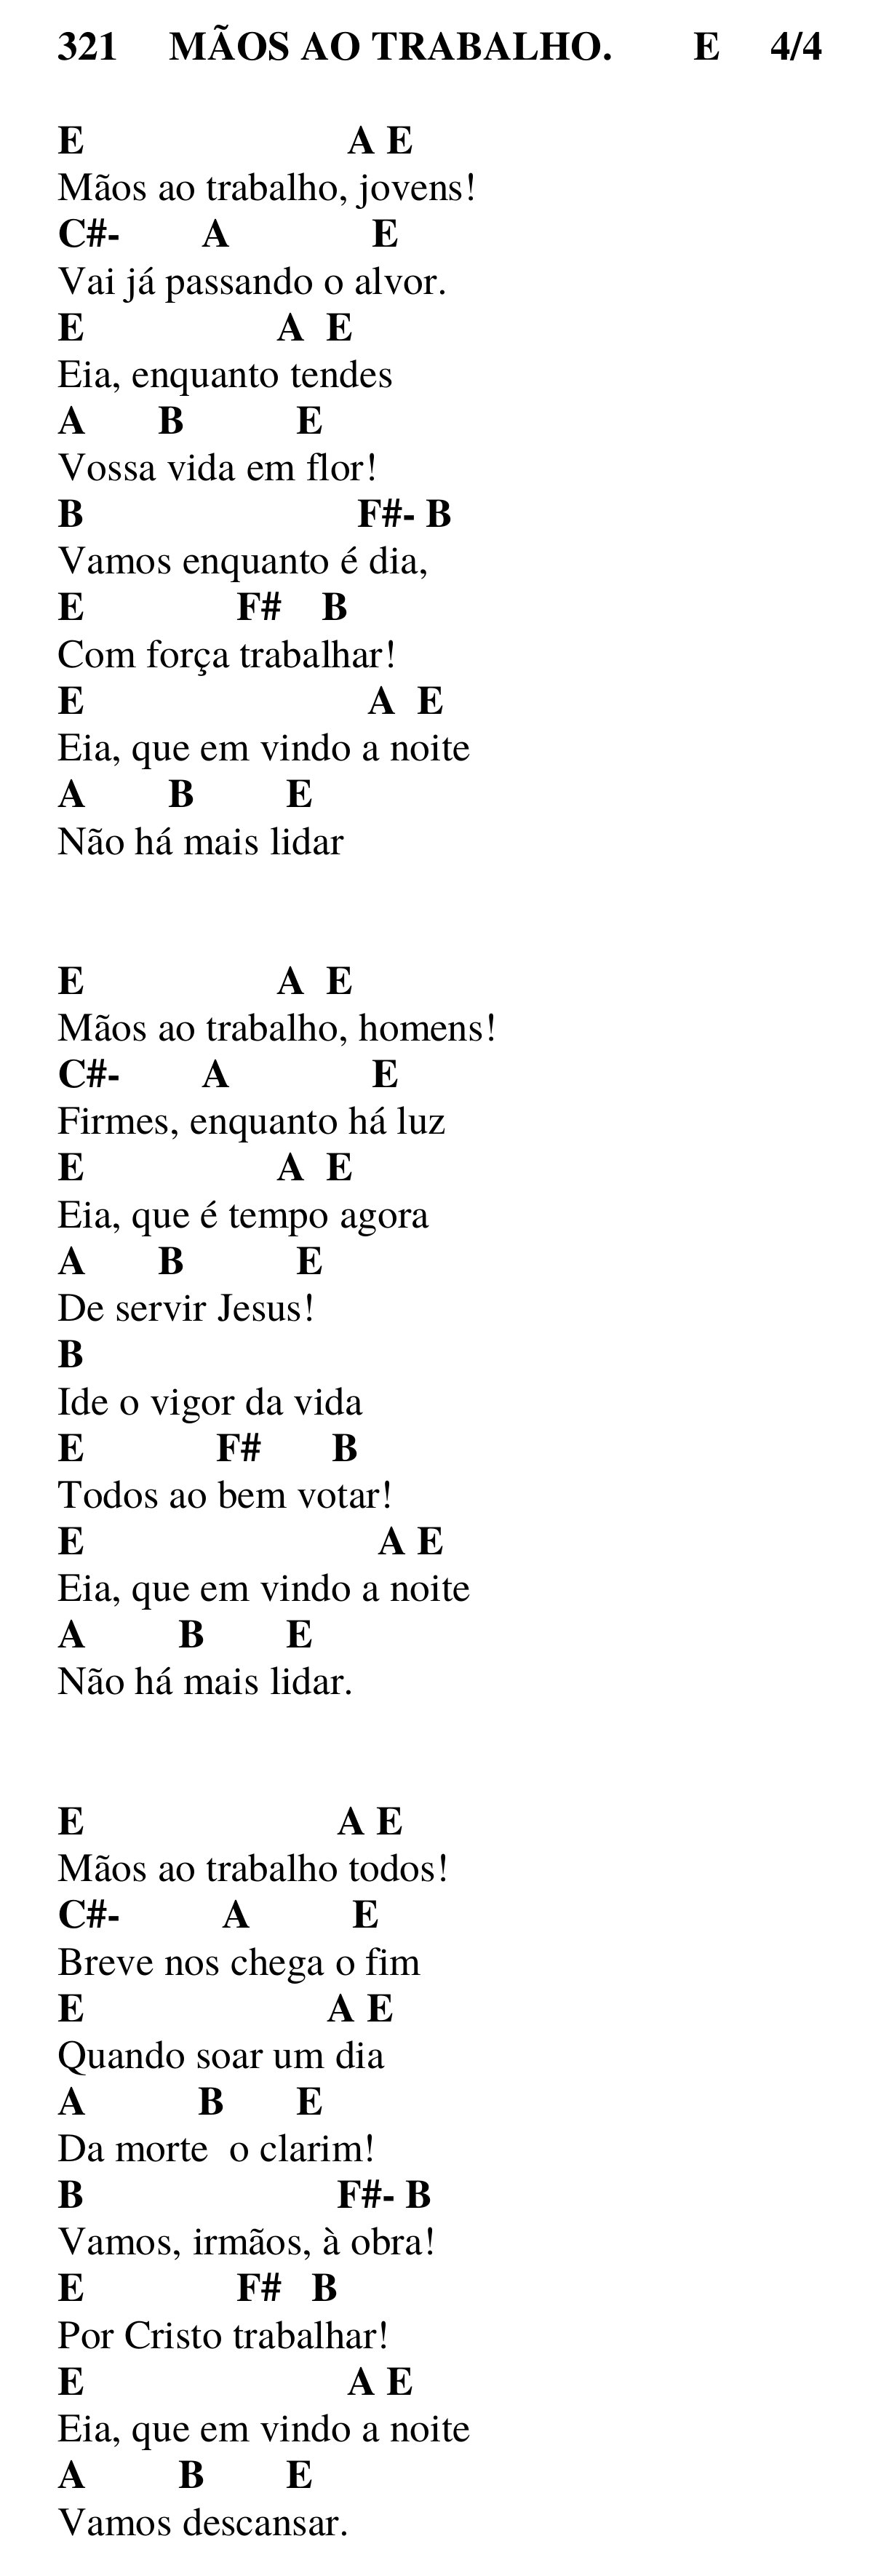 321 MÃOS AO TRABALHO. E 4/4
E A E
Mãos ao trabalho, jovens!
C#- A E
Vai já passando o alvor.
E A E
Eia, enquanto tendes
A B E
Vossa vida em flor!
B F#- B
Vamos enquanto é dia,
E F# B
Com força trabalhar!
E A E
Eia, que em vindo a noite
A B E
Não há mais lidar
E A E
Mãos ao trabalho, homens!
C#- A E
Firmes, enquanto há luz
E A E
Eia, que é tempo agora
A B E
De servir Jesus!
B
Ide o vigor da vida
E F# B
Todos ao bem votar!
E A E
Eia, que em vindo a noite
A B E
Não há mais lidar.
E A E
Mãos ao trabalho todos!
C#- A E
Breve nos chega o fim
E A E
Quando soar um dia
A B E
Da morte o clarim!
B F#- B
Vamos, irmãos, à obra!
E F# B
Por Cristo trabalhar!
E A E
Eia, que em vindo a noite
A B E
Vamos descansar.